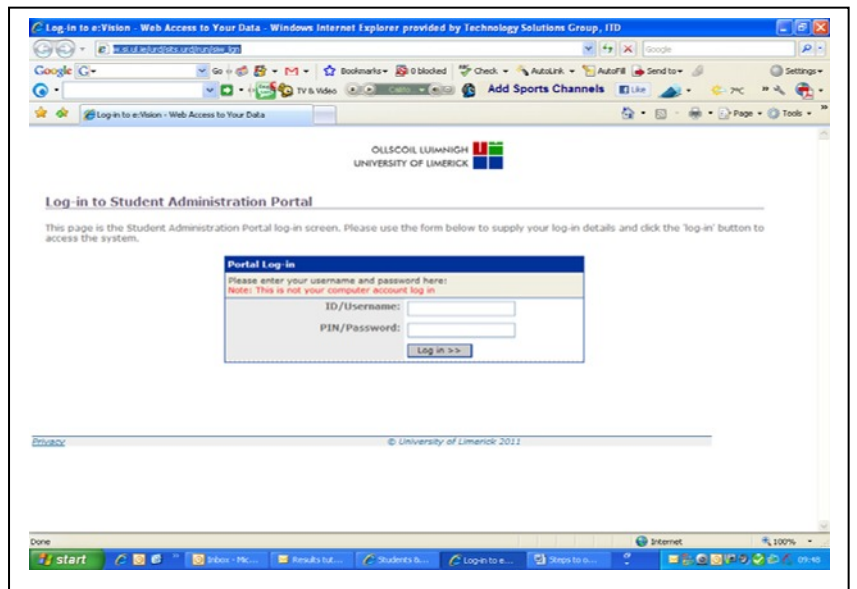 Log-in to e:Vision - Web Access to Your Data - Windows Internet Explorer provided by Technology Solutions Group, ITD
Google
Google G
Go Bookmarks 0 blocked Check AutoLink AutoFill Send to Settings
TV & Video Add Sports Channels Like 7°C
Log-in to e:Vision - Web Access to Your Data Page Tools
OLLSCOIL LUIMNIGH
UNIVERSITY OF LIMERICK
Log-in to Student Administration Portal
This page is the Student Administration Portal log-in screen. Please use the form below to supply your log-in details and click the 'log-in' button to
access the system.
Portal Log-in
Please enter your username and password here:
Note: This is not your computer account log in
ID/Username:
PIN/Password:
Log in >>
Privacy © University of Limerick 2011
Done Internet 100%
start Inbox - Mic... Results tut... Students &... Log-in to e... Steps to o... 09:48